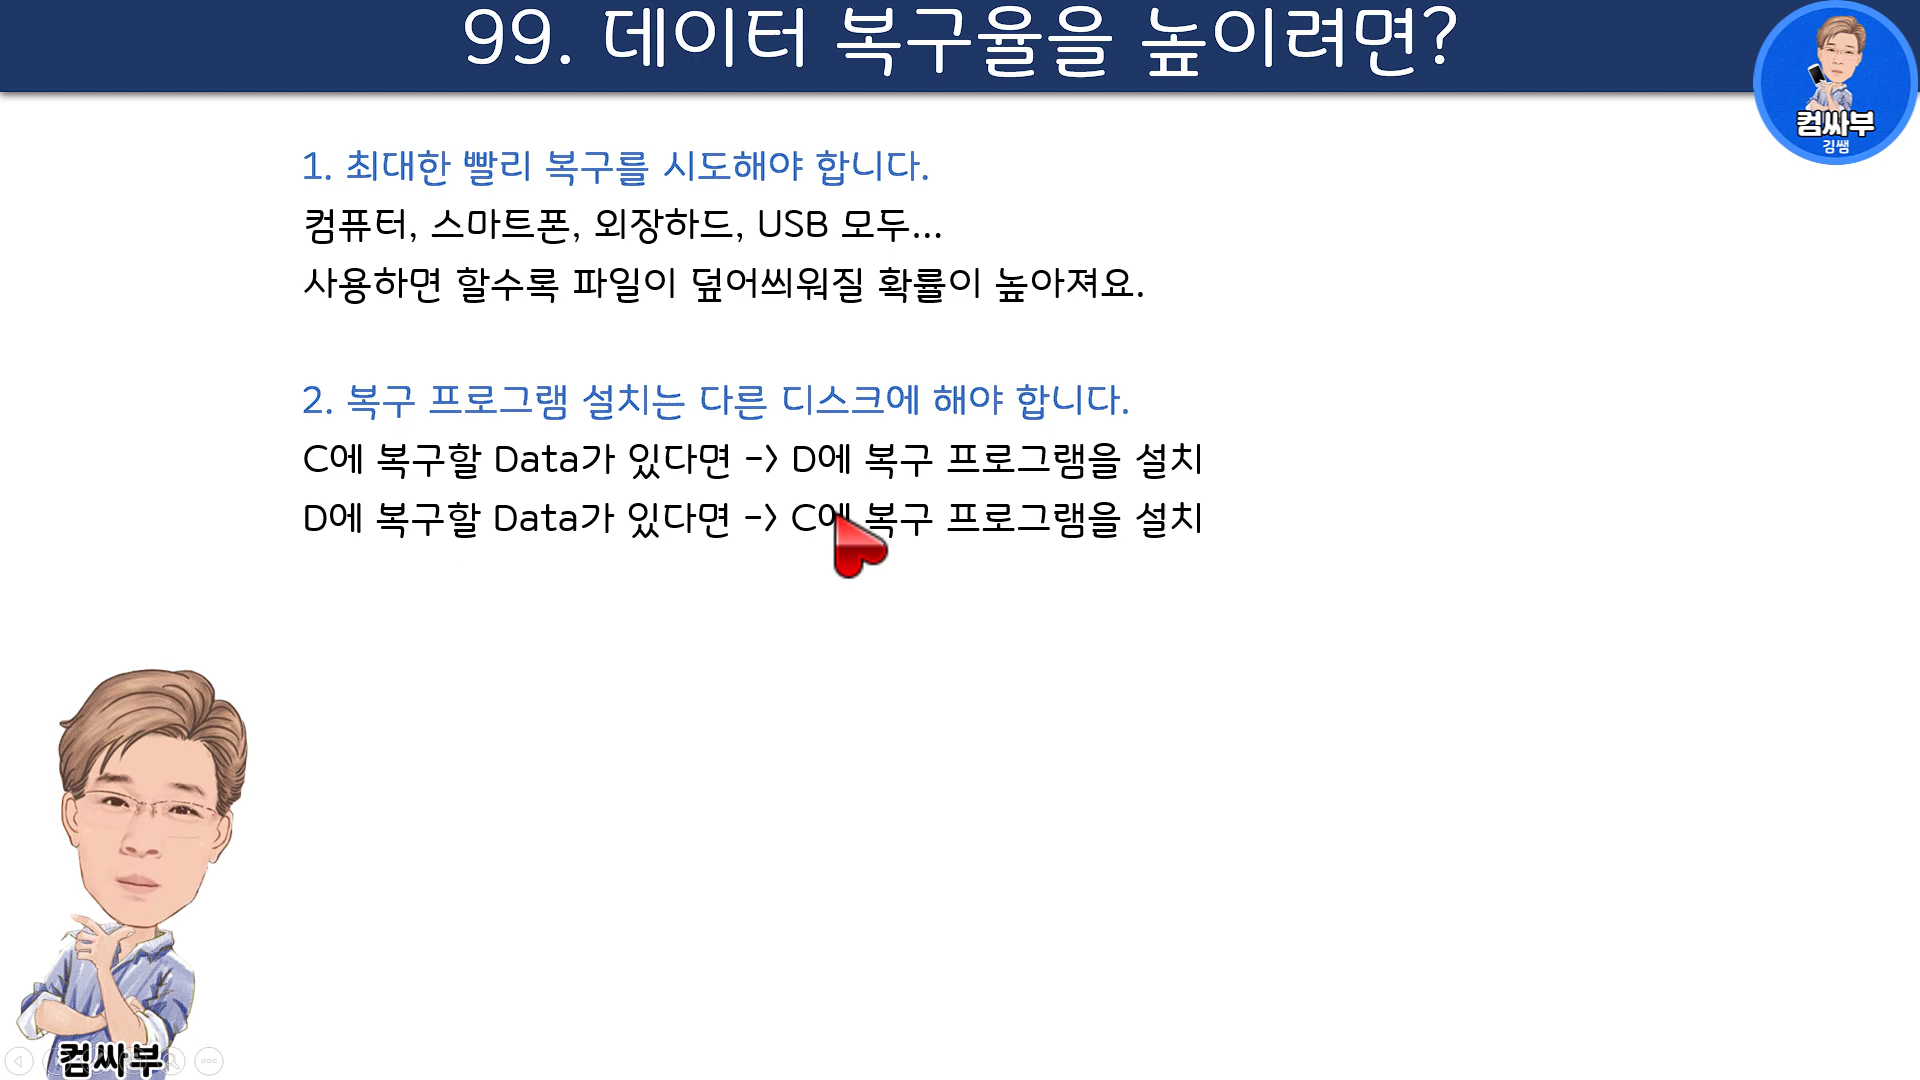 99. 데이터 복구율을 높이려면?
컴싸부
김쌤
1. 최대한 빨리 복구를 시도해야 합니다.
컴퓨터, 스마트폰, 외장하드, USB 모두...
사용하면 할수록 파일이 덮어씌워질 확률이 높아져요.
2. 복구 프로그램 설치는 다른 디스크에 해야 합니다.
C에 복구할 Data가 있다면 -> D에 복구 프로그램을 설치
D에 복구할 Data가 있다면 -> C에 복구 프로그램을 설치
컴싸부